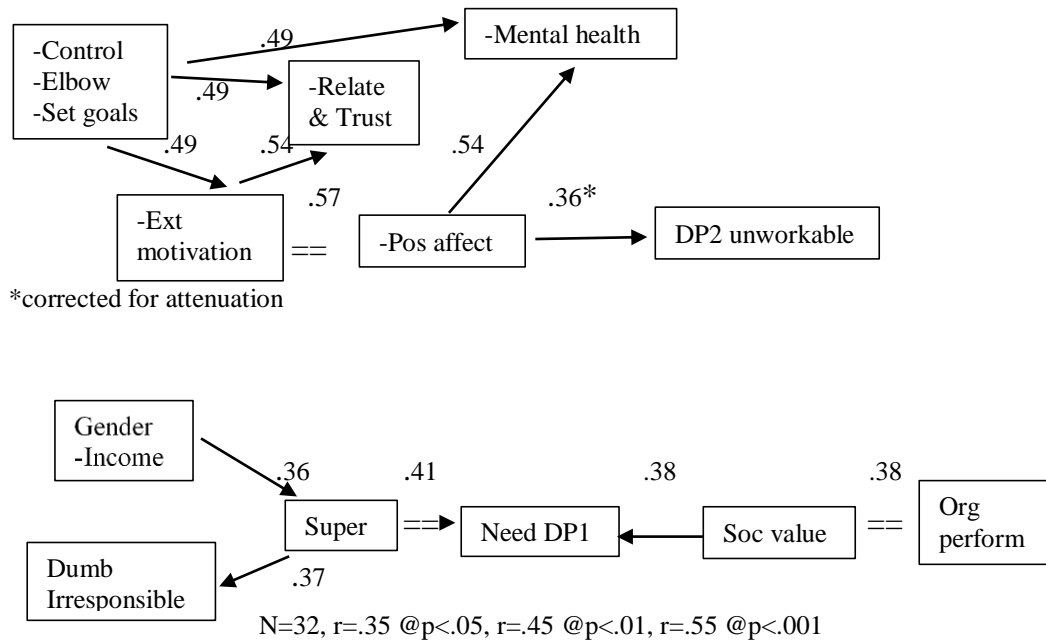 -Control
-Elbow
-Set goals
.49
-Mental health
.49
-Relate
& Trust
.49
.54
.57
.54
.36*
-Ext
motivation
==
-Pos affect
DP2 unworkable
*corrected for attenuation
Gender
-Income
.36
.41
.38
.38
Super
==
Need DP1
Soc value
==
Org
perform
Dumb
Irresponsible
.37
N=32, r=.35 @p<.05, r=.45 @p<.01, r=.55 @p<.001